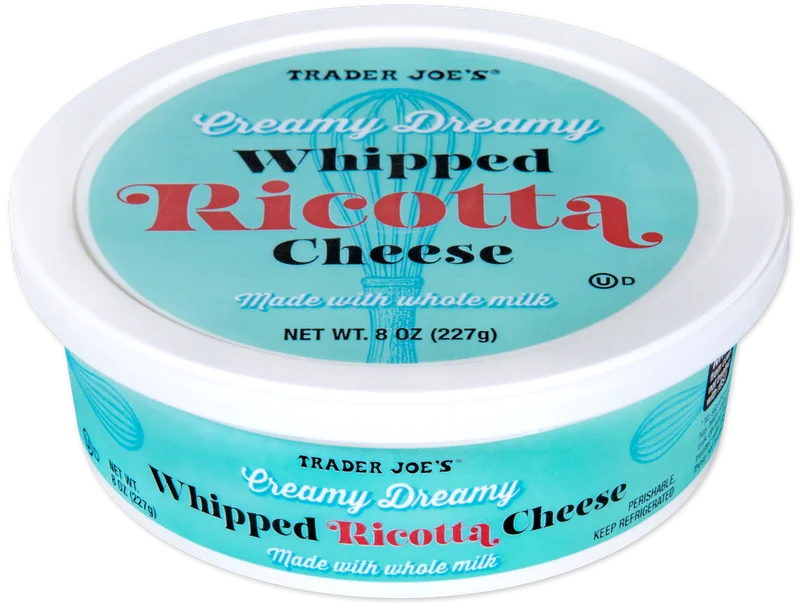 TRADER JOE'S®
Creamy Dreamy
Whipped
Ricotta
Cheese
Made with whole milk
U D
NET WT. 8 OZ (227g)
U D
NET WT.
8 OZ (227g)
TRADER JOE'S
Creamy Dreamy
Whipped Ricotta Cheese
Made with whole milk
PERISHABLE,
KEEP REFRIGERATED